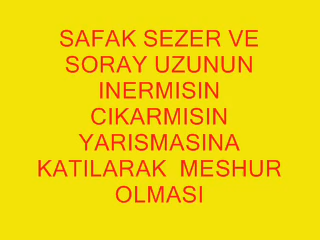 SAFAK SEZER VE
SORAY UZUNUN
INERMISIN
CIKARMISIN
YARISMASINA
KATILARAK  MESHUR
OLMASI